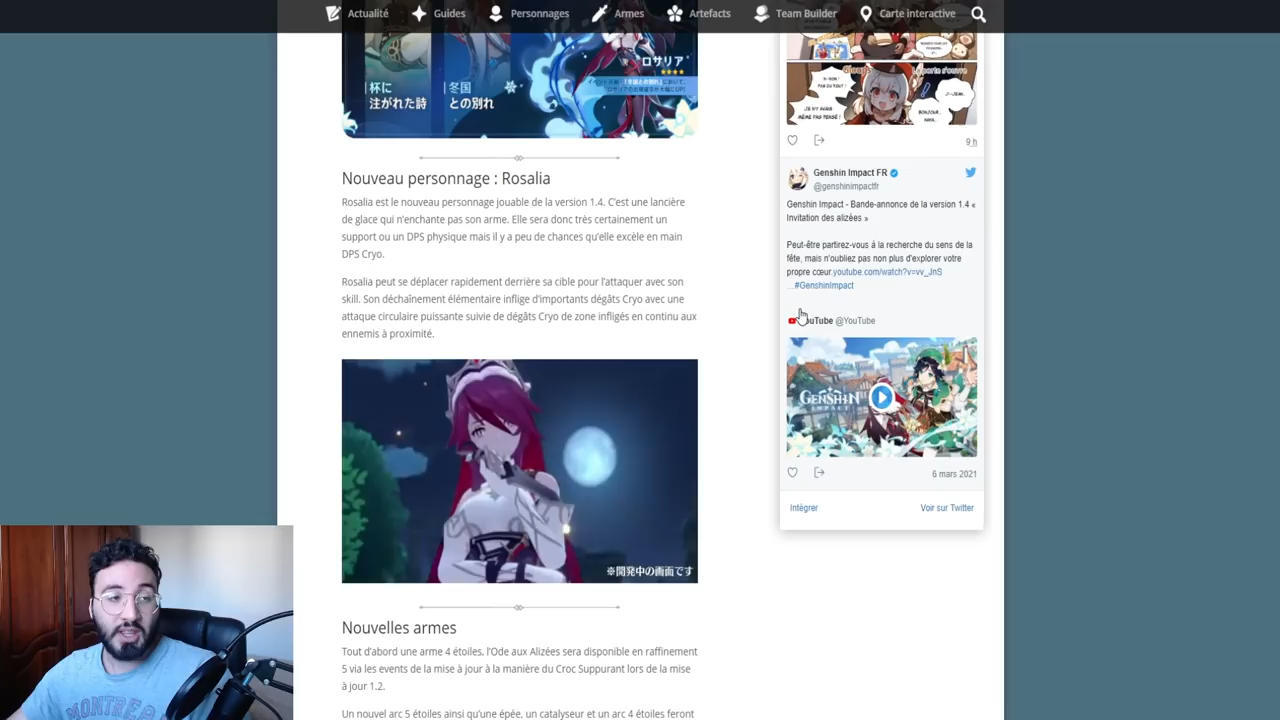 Actualité
Guides
Personnages
Armes
Artefacts
Team Builder
Carte interactive
ロサリア
杯に
注がれた詩
冬国
との別れ
Nouveau personnage : Rosalia
Rosalia est le nouveau personnage jouable de la version 1.4. C'est une lancière
de glace qui n'enchante pas son arme. Elle sera donc très certainement un
support ou un DPS physique mais il y a peu de chances qu'elle excèle en main
DPS Cryo.
Rosalia peut se déplacer rapidement derrière sa cible pour l'attaquer avec son
skill. Son déchaînement élémentaire inflige d'importants dégâts Cryo avec une
attaque circulaire puissante suivie de dégâts Cryo de zone infligés en continu aux
ennemis à proximité.
※開発中の画面です
Nouvelles armes
Tout d'abord une arme 4 étoiles, l'Ode aux Alizées sera disponible en raffinement
5 via les events de la mise à jour à la manière du Croc Suppurant lors de la mise
à jour 1.2.
Un nouvel arc 5 étoiles ainsi qu'une épée, un catalyseur et un arc 4 étoiles feront
9 h
Genshin Impact FR
@genshinimpactfr
Genshin Impact - Bande-annonce de la version 1.4 «
Invitation des alizées »
Peut-être partirez-vous à la recherche du sens de la
fête, mais n'oubliez pas non plus d'explorer votre
propre cœur.youtube.com/watch?v=vv_JnS
…#GenshinImpact
ouTube @YouTube
GENSHIN
IMPACT
6 mars 2021
Intégrer
Voir sur Twitter
MONTRE